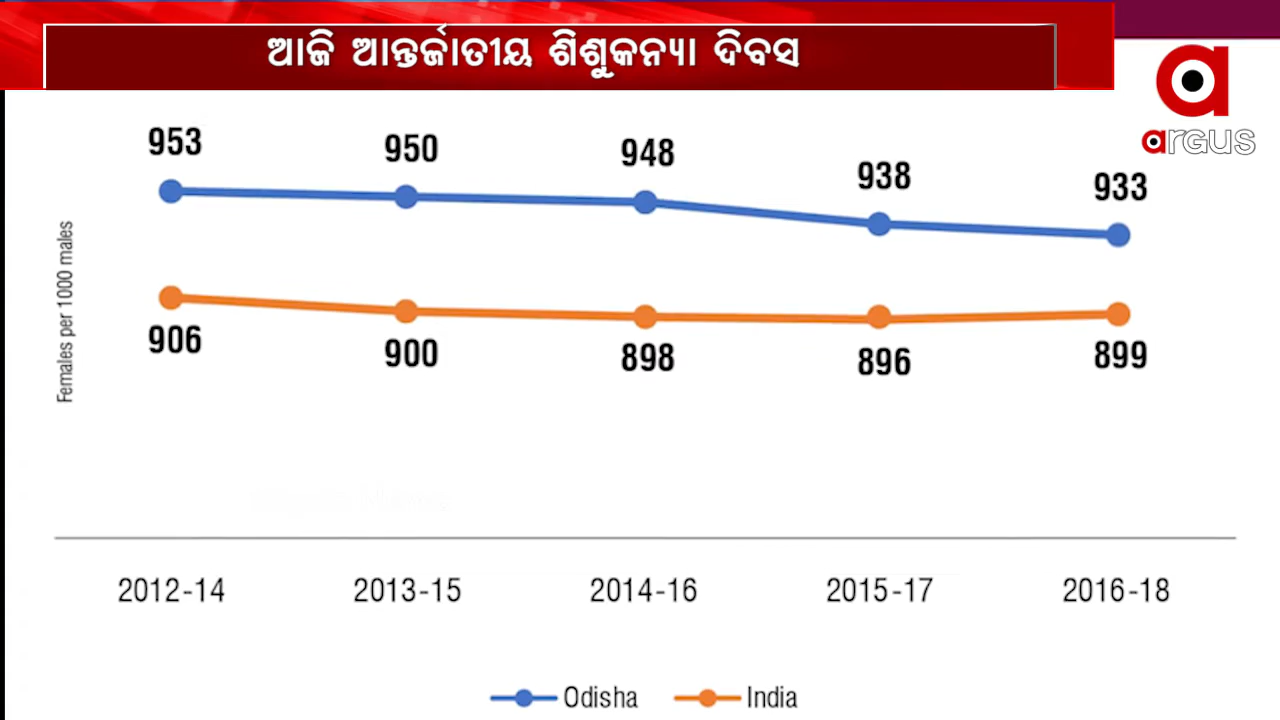 ଆଜି ଆନ୍ତର୍ଜାତୀୟ ଶିଶୁକନ୍ୟା ଦିବସ
argus
953 950 948 938 933
Females per 1000 males
906 900 898 896 899
2012-14 2013-15 2014-16 2015-17 2016-18
Odisha India